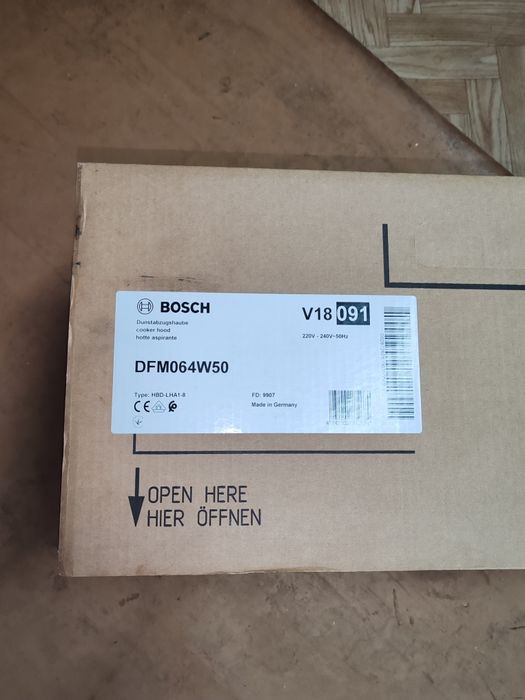 BOSCH
V18 091
Dunstabzugshaube
cooker hood
hotte aspirante
220V - 240V~50Hz
DFM064W50
Type: HBD-LHA1-8
FD: 9907
Made in Germany
CE
OPEN HERE
HIER ÖFFNEN